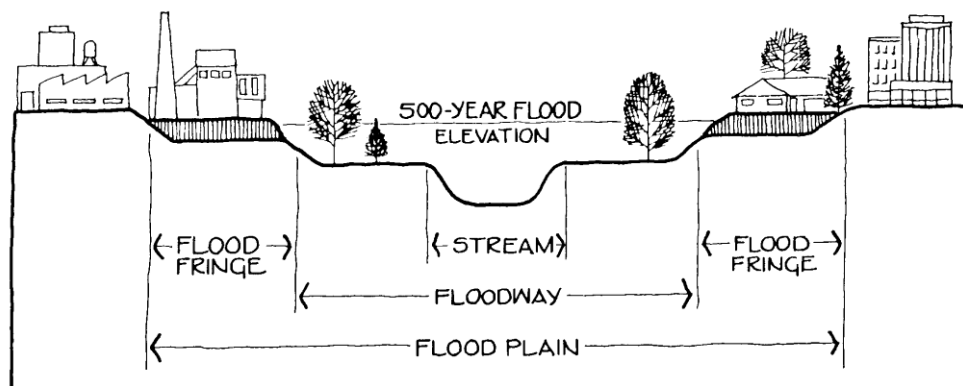 500-YEAR FLOOD
ELEVATION
FLOOD
FRINGE
STREAM
FLOOD
FRINGE
FLOODWAY
FLOOD PLAIN